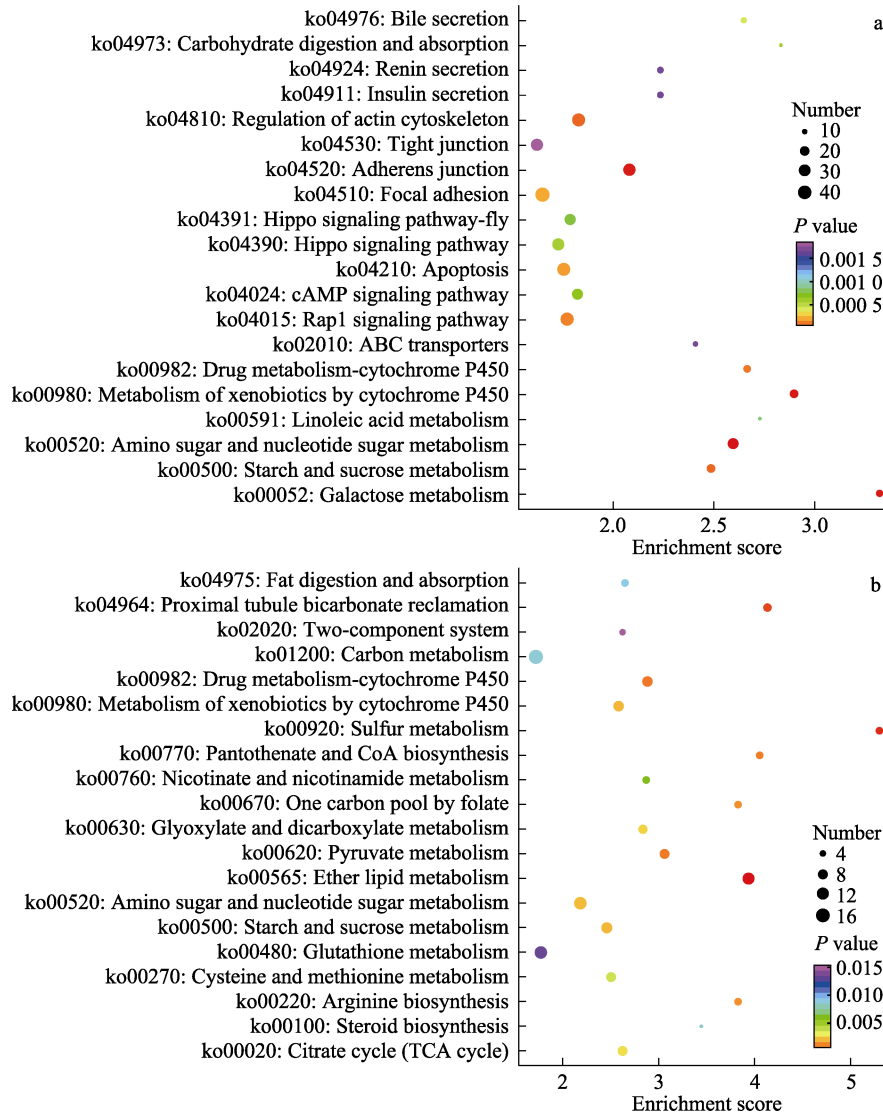 a
ko04976: Bile secretion
ko04973: Carbohydrate digestion and absorption
ko04924: Renin secretion
ko04911: Insulin secretion
ko04810: Regulation of actin cytoskeleton
ko04530: Tight junction
ko04520: Adherens junction
ko04510: Focal adhesion
ko04391: Hippo signaling pathway-fly
ko04390: Hippo signaling pathway
ko04210: Apoptosis
ko04024: cAMP signaling pathway
ko04015: Rap1 signaling pathway
ko02010: ABC transporters
ko00982: Drug metabolism-cytochrome P450
ko00980: Metabolism of xenobiotics by cytochrome P450
ko00591: Linoleic acid metabolism
ko00520: Amino sugar and nucleotide sugar metabolism
ko00500: Starch and sucrose metabolism
ko00052: Galactose metabolism
Number
10
20
30
40
P value
0.001 5
0.001 0
0.000 5
2.0 2.5 3.0
Enrichment score
b
ko04975: Fat digestion and absorption
ko04964: Proximal tubule bicarbonate reclamation
ko02020: Two-component system
ko01200: Carbon metabolism
ko00982: Drug metabolism-cytochrome P450
ko00980: Metabolism of xenobiotics by cytochrome P450
ko00920: Sulfur metabolism
ko00770: Pantothenate and CoA biosynthesis
ko00760: Nicotinate and nicotinamide metabolism
ko00670: One carbon pool by folate
ko00630: Glyoxylate and dicarboxylate metabolism
ko00620: Pyruvate metabolism
ko00565: Ether lipid metabolism
ko00520: Amino sugar and nucleotide sugar metabolism
ko00500: Starch and sucrose metabolism
ko00480: Glutathione metabolism
ko00270: Cysteine and methionine metabolism
ko00220: Arginine biosynthesis
ko00100: Steroid biosynthesis
ko00020: Citrate cycle (TCA cycle)
Number
4
8
12
16
P value
0.015
0.010
0.005
2 3 4 5
Enrichment score